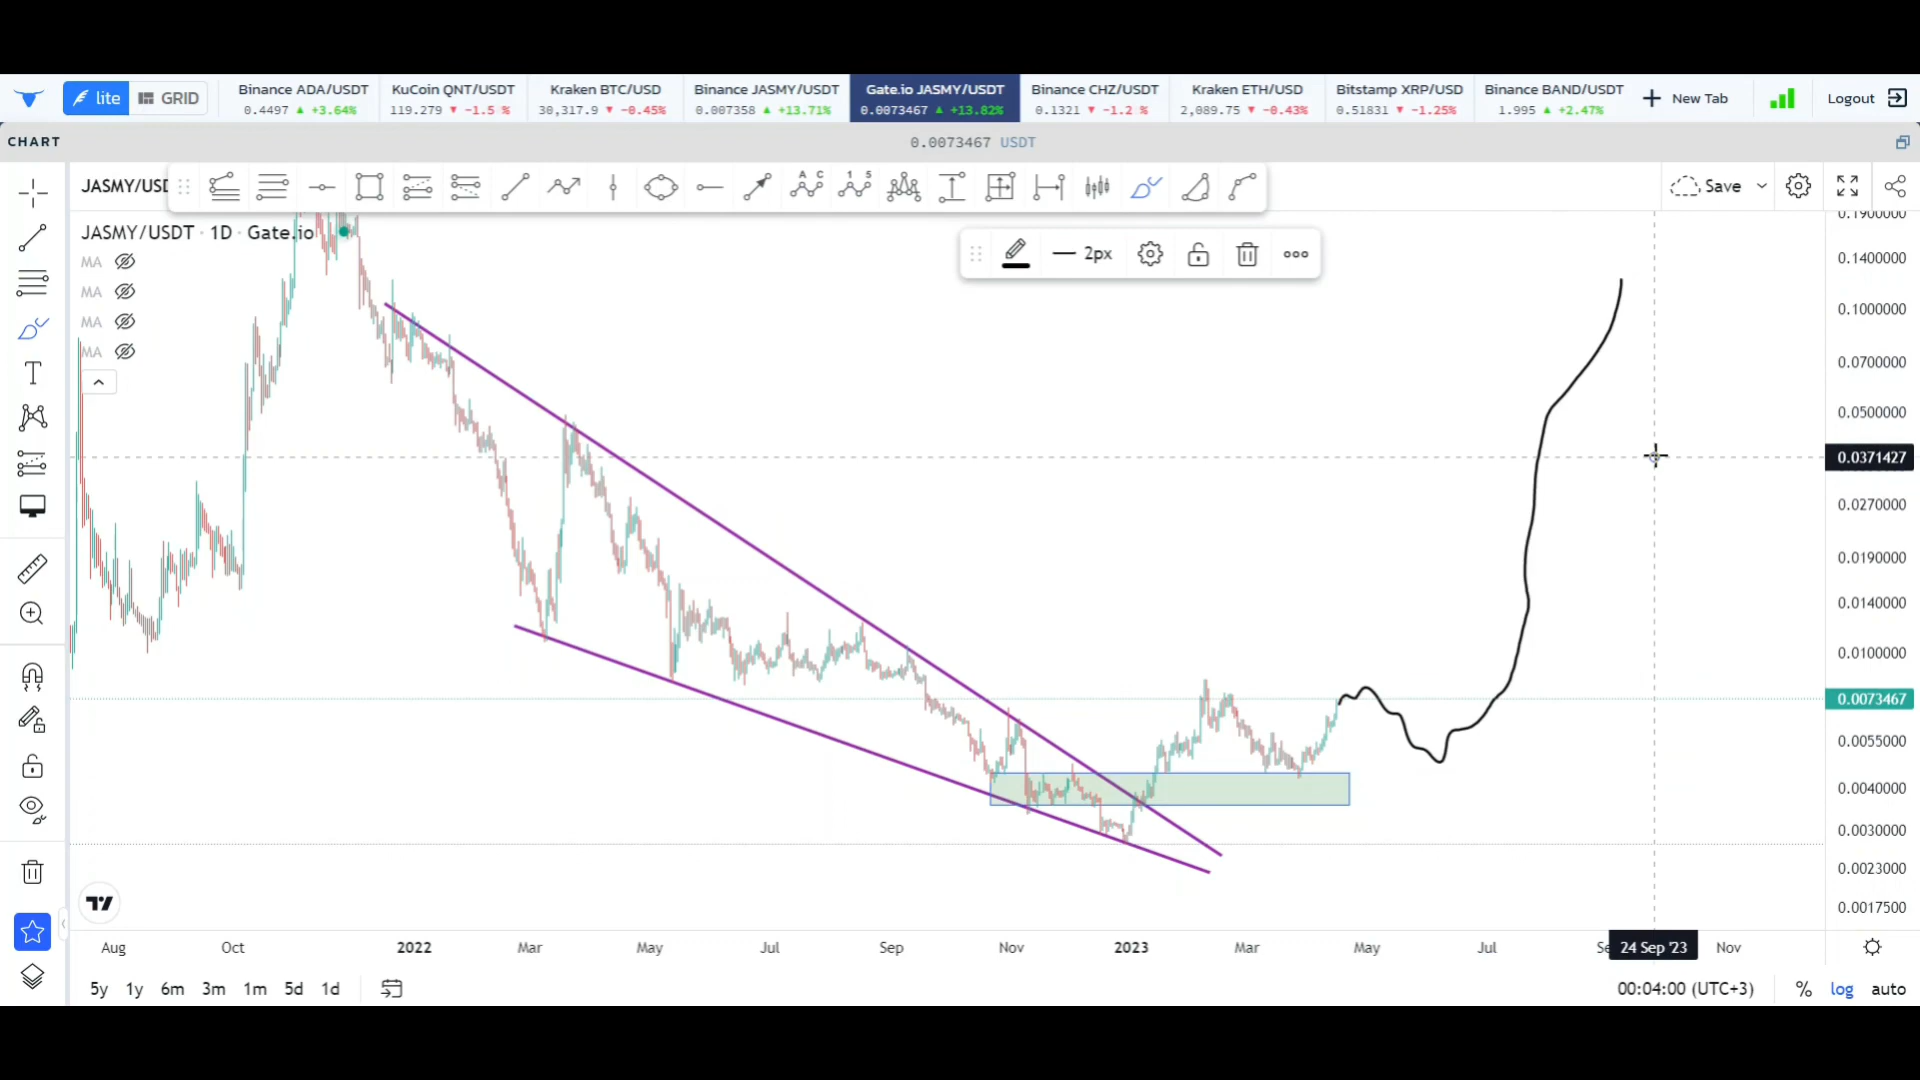 lite
GRID
Binance ADA/USDT
0.4497 ▲ +3.64%
KuCoin QNT/USDT
119.279 ▼ -1.5 %
Kraken BTC/USD
30,317.9 ▼ -0.45%
Binance JASMY/USDT
0.007358 ▲ +13.71%
Gate.io JASMY/USDT
0.0073467 ▲ +13.82%
Binance CHZ/USDT
0.1321 ▼ -1.2 %
Kraken ETH/USD
2,089.75 ▼ -0.43%
Bitstamp XRP/USD
0.51831 ▼ -1.25%
Binance BAND/USDT
1.995 ▲ +2.47%
New Tab
Logout
CHART
0.0073467 USDT
JASMY/USD
A C
1 5
Save
JASMY/USDT · 1D · Gate.io
2px
MA
MA
MA
MA
T
0.1900000
0.1400000
0.1000000
0.0700000
0.0500000
0.0371427
0.0270000
0.0190000
0.0140000
0.0100000
0.0073467
0.0055000
0.0040000
0.0030000
0.0023000
0.0017500
Aug Oct 2022 Mar May Jul Sep Nov 2023 Mar May Jul Se 24 Sep '23 Nov
5y 1y 6m 3m 1m 5d 1d
00:04:00 (UTC+3) % log auto